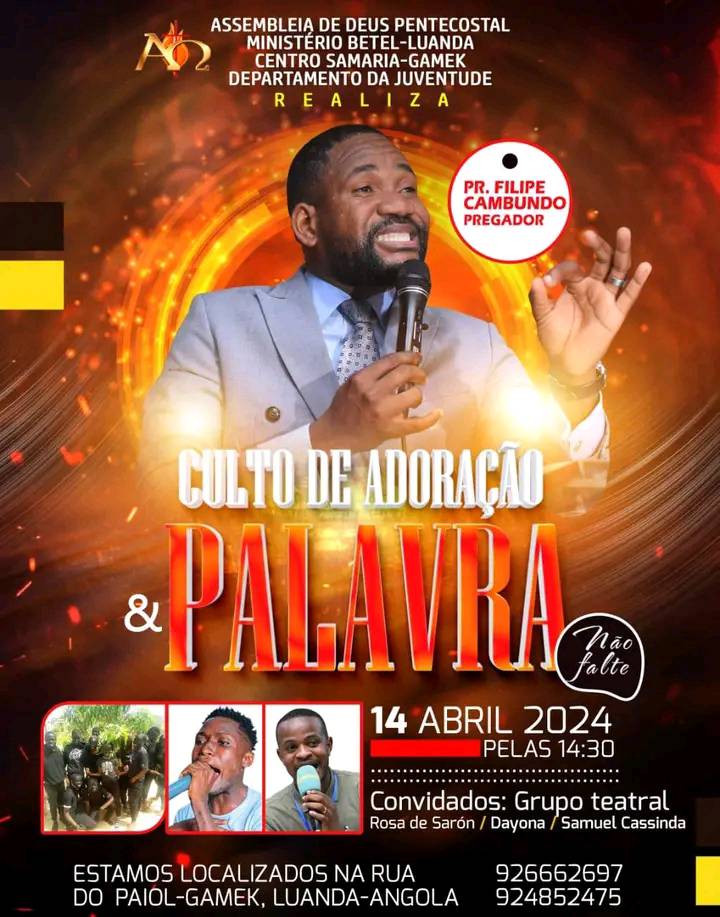 ASSEMBLEIA DE DEUS PENTECOSTAL
MINISTÉRIO BETEL-LUANDA
CENTRO SAMARIA-GAMEK
DEPARTAMENTO DA JUVENTUDE
REALIZA
PR. FILIPE
CAMBUNDO
PREGADOR
CULTO DE ADORAÇÃO
& PALAVRA
Não
falte
14 ABRIL 2024
PELAS 14:30
Convidados: Grupo teatral
Rosa de Sarón / Dayona / Samuel Cassinda
ESTAMOS LOCALIZADOS NA RUA
DO PAIOL-GAMEK, LUANDA-ANGOLA
926662697
924852475